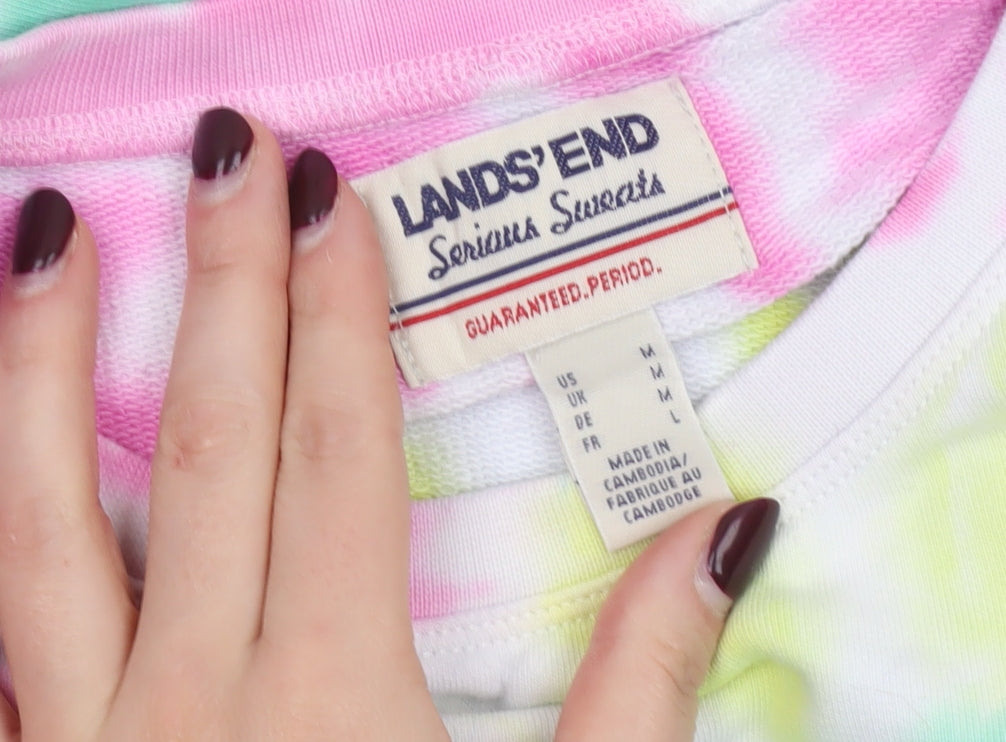 LANDS' END
Serious Sweats
GUARANTEED. PERIOD.
US M
UK M
DE M
FR L
MADE IN
CAMBODIA/
FABRIQUE AU
CAMBODGE